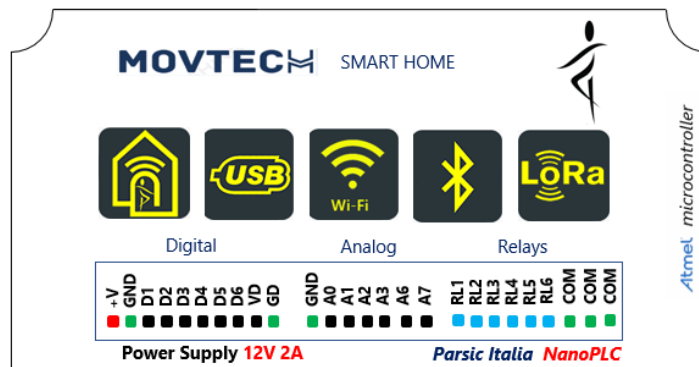 MOVTECH SMART HOME
USB Wi-Fi LoRa
Atmel microcontroller
Digital Analog Relays
+V GND D1 D2 D3 D4 D5 D6 VD GD GND A0 A1 A2 A3 A6 A7 RL1 RL2 RL3 RL4 RL5 RL6 COM COM COM
Power Supply 12V 2A Parsic Italia NanoPLC